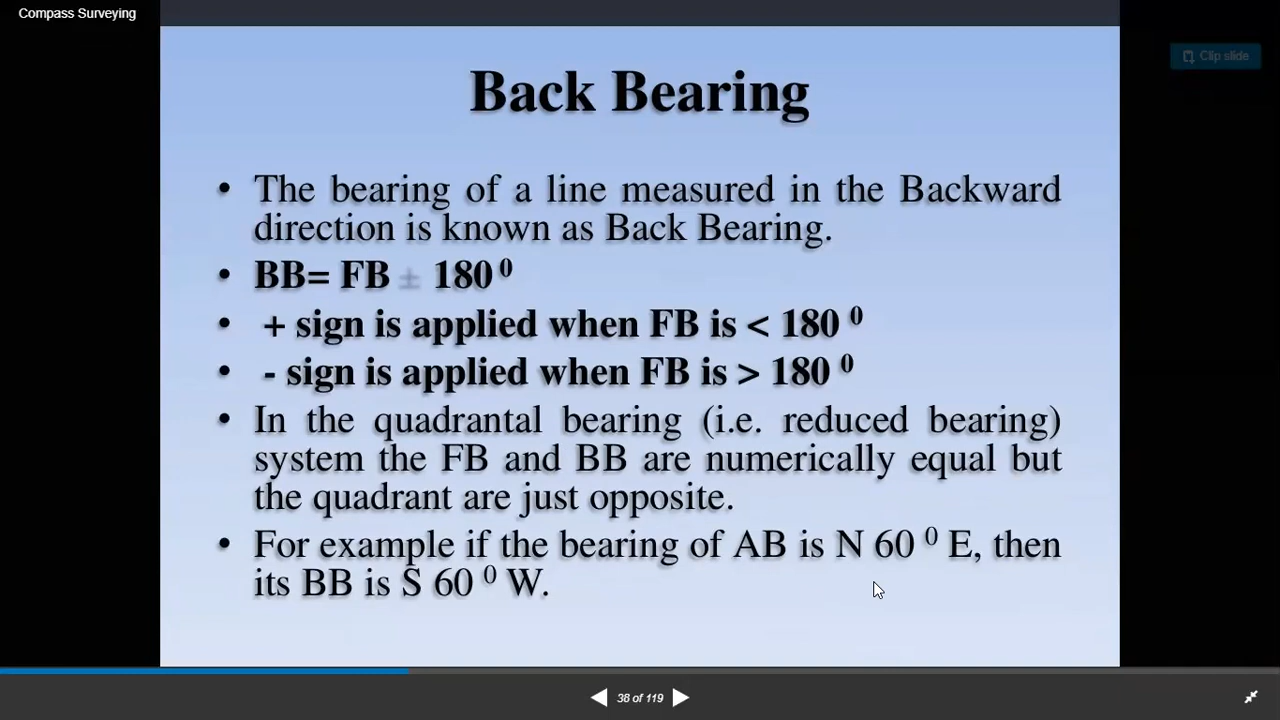 Compass Surveying
Clip slide
Back Bearing
• The bearing of a line measured in the Backward
direction is known as Back Bearing.
• BB= FB ± 180 ⁰
• + sign is applied when FB is < 180 ⁰
• - sign is applied when FB is > 180 ⁰
• In the quadrantal bearing (i.e. reduced bearing)
system the FB and BB are numerically equal but
the quadrant are just opposite.
• For example if the bearing of AB is N 60 ⁰ E, then
its BB is S 60 ⁰ W.
38 of 119